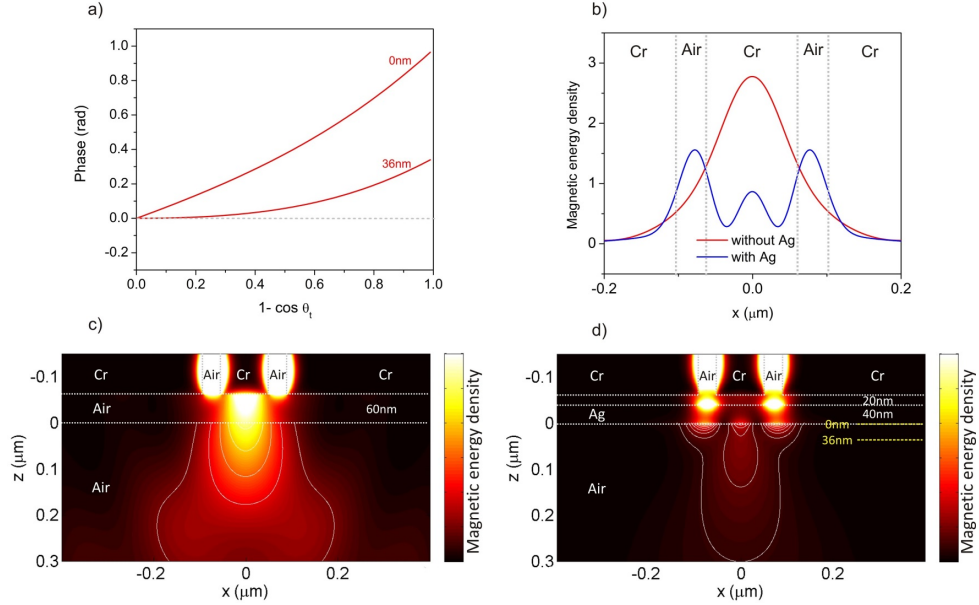 a)
1.0
0.8
0.6
0.4
0.2
0.0
-0.2
Phase (rad)
0nm
36nm
0.0 0.2 0.4 0.6 0.8 1.0
1- cos θt
b)
3
2
1
0
Magnetic energy density
Cr Air Cr Air Cr
without Ag
with Ag
-0.2 0.0 0.2
x (μm)
c)
-0.1
0
0.1
0.2
0.3
z (μm)
Cr Air Cr Air Cr
Air 60nm
Air
-0.2 0 0.2
x (μm)
Magnetic energy density
d)
-0.1
0
0.1
0.2
0.3
z (μm)
Cr Air Cr Air Cr
20nm
Ag 40nm
0nm
36nm
Air
-0.2 0 0.2
x (μm)
Magnetic energy density